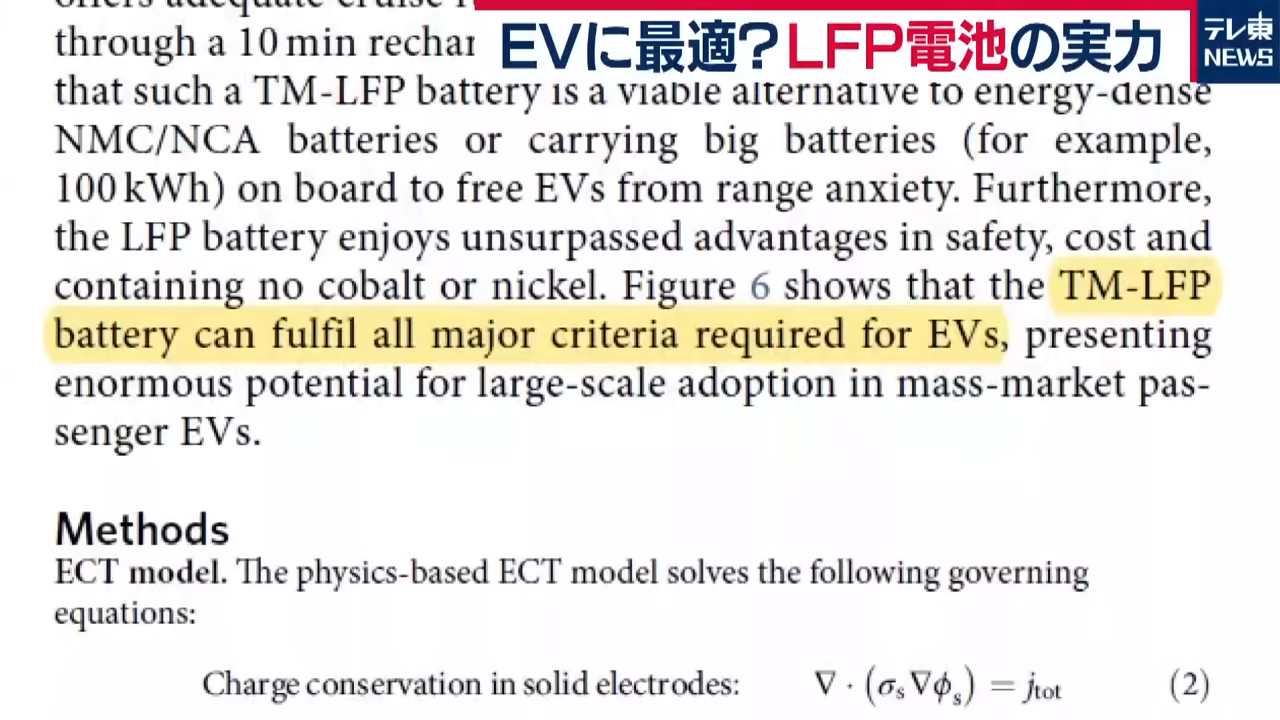 EVに最適?LFP電池の実力
テレ東
NEWS
offers adequate cruise
through a 10 min rechar
that such a TM-LFP battery is a viable alternative to energy-dense
NMC/NCA batteries or carrying big batteries (for example,
100 kWh) on board to free EVs from range anxiety. Furthermore,
the LFP battery enjoys unsurpassed advantages in safety, cost and
containing no cobalt or nickel. Figure 6 shows that the TM-LFP
battery can fulfil all major criteria required for EVs, presenting
enormous potential for large-scale adoption in mass-market pas-
senger EVs.
Methods
ECT model. The physics-based ECT model solves the following governing
equations:
Charge conservation in solid electrodes: ∇ · (σₛ∇ϕₛ) = jtot (2)